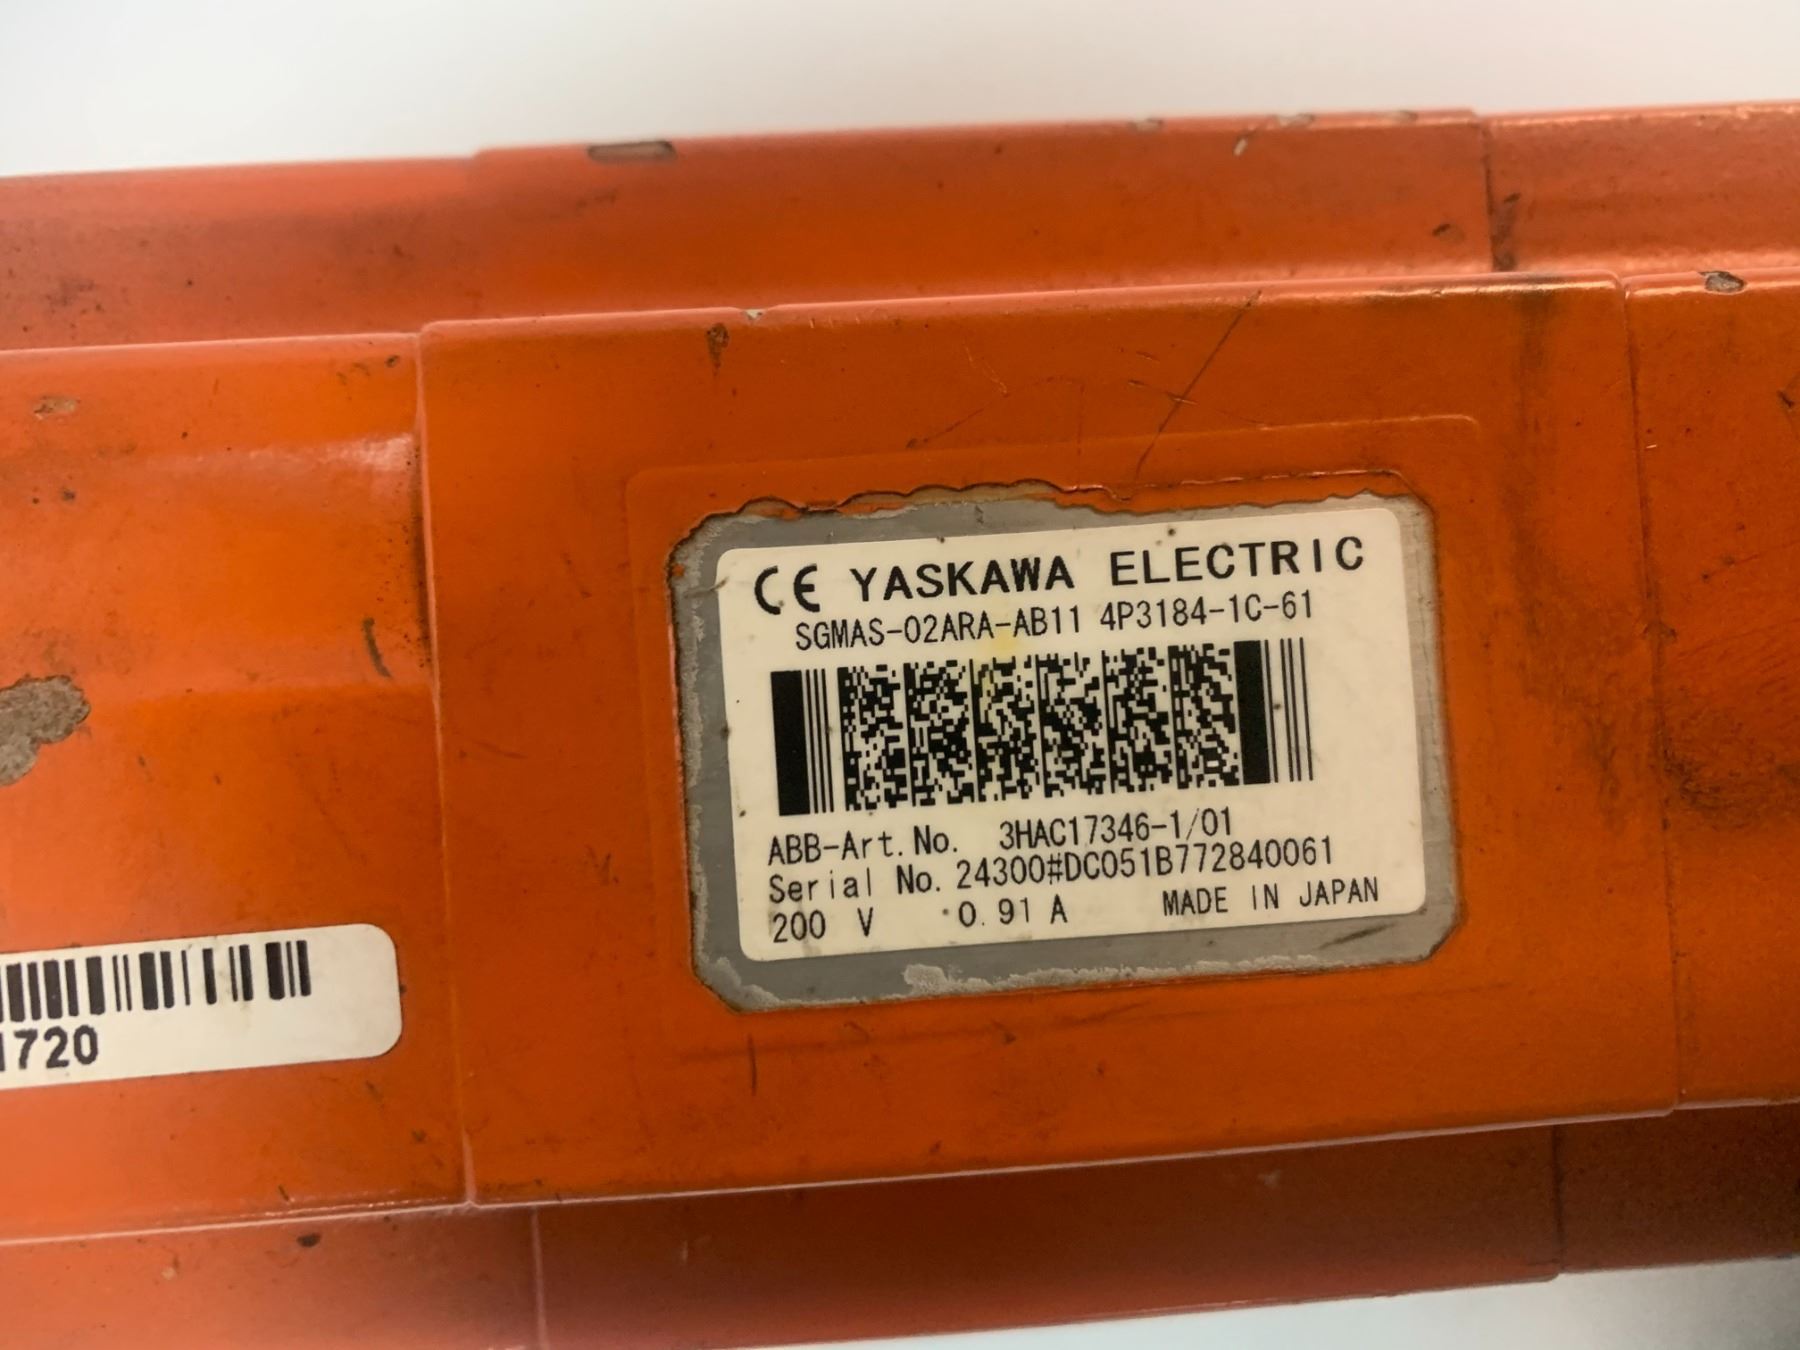 CE YASKAWA ELECTRIC
SGMAS-02ARA-AB11 4P3184-1C-61
ABB-Art.No. 3HAC17346-1/01
Serial No. 24300#DC051B772840061
200 V 0.91 A MADE IN JAPAN
1720